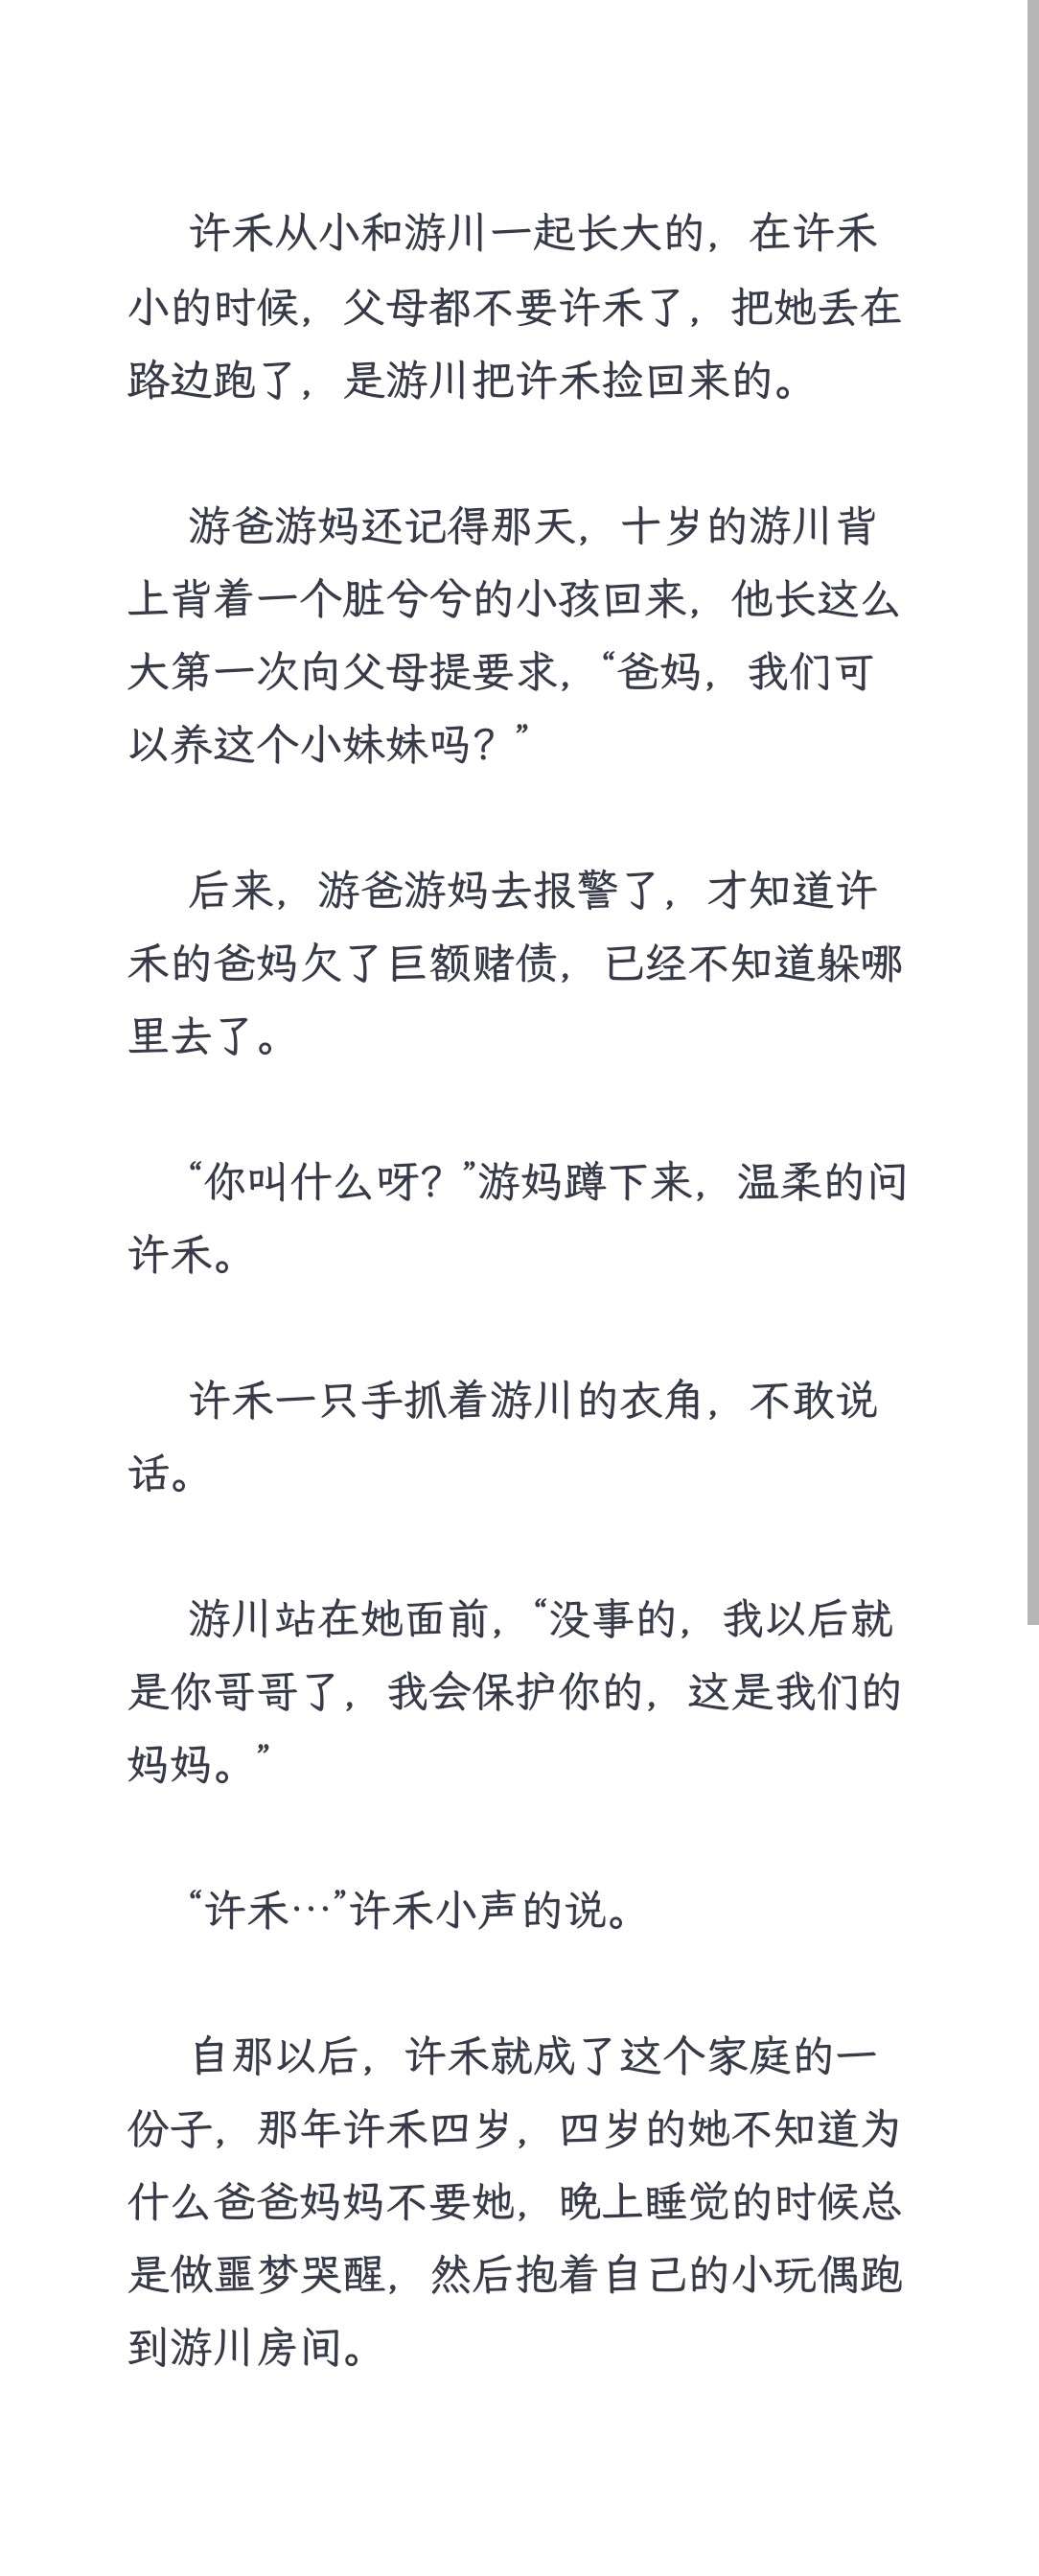 许禾从小和游川一起长大的，在许禾
小的时候，父母都不要许禾了，把她丢在
路边跑了，是游川把许禾捡回来的。
游爸游妈还记得那天，十岁的游川背
上背着一个脏兮兮的小孩回来，他长这么
大第一次向父母提要求，“爸妈，我们可
以养这个小妹妹吗？”
后来，游爸游妈去报警了，才知道许
禾的爸妈欠了巨额赌债，已经不知道躲哪
里去了。
“你叫什么呀？”游妈蹲下来，温柔的问
许禾。
许禾一只手抓着游川的衣角，不敢说
话。
游川站在她面前，“没事的，我以后就
是你哥哥了，我会保护你的，这是我们的
妈妈。”
“许禾…”许禾小声的说。
自那以后，许禾就成了这个家庭的一
份子，那年许禾四岁，四岁的她不知道为
什么爸爸妈妈不要她，晚上睡觉的时候总
是做噩梦哭醒，然后抱着自己的小玩偶跑
到游川房间。